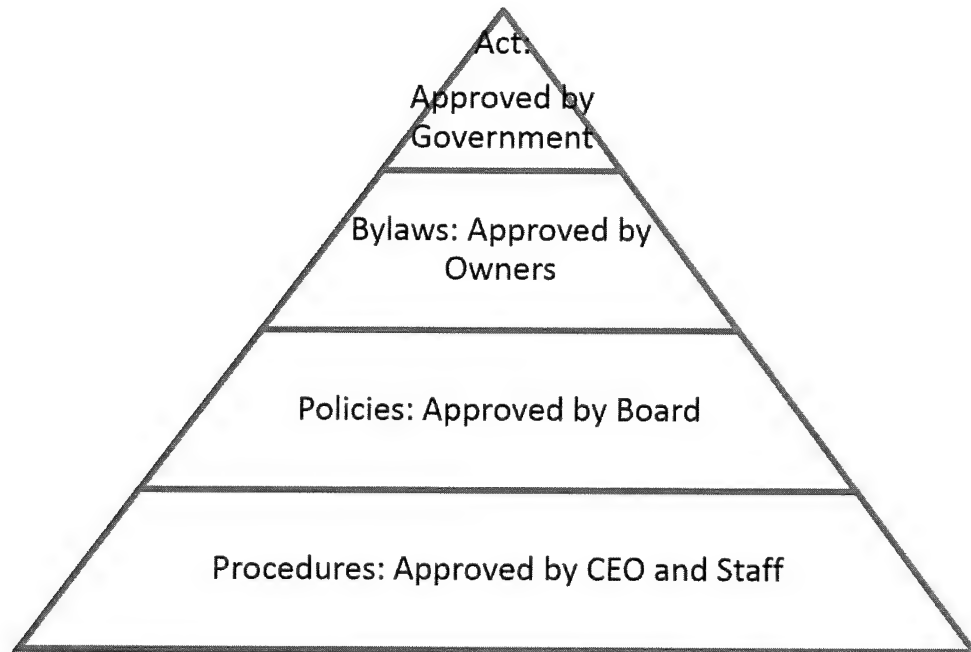 Act:
Approved by
Government
Bylaws: Approved by
Owners
Policies: Approved by Board
Procedures: Approved by CEO and Staff